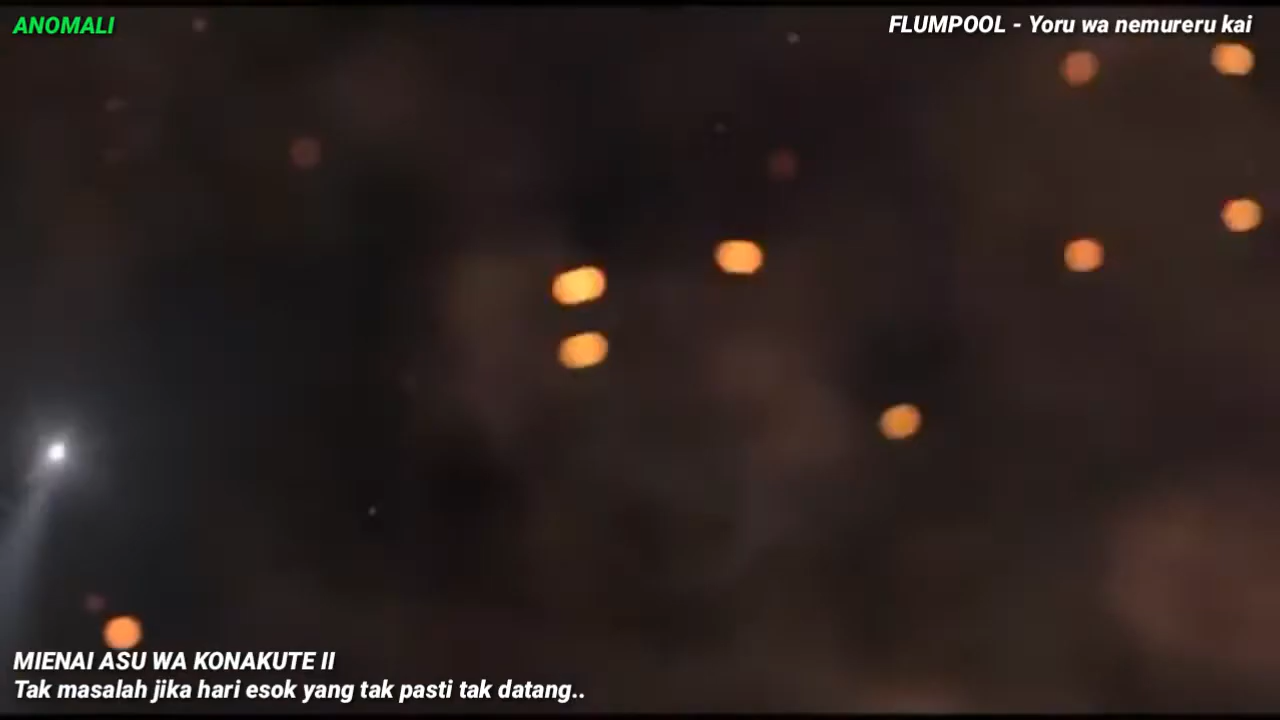 ANOMALI
FLUMPOOL - Yoru wa nemureru kai
MIENAI ASU WA KONAKUTE II
Tak masalah jika hari esok yang tak pasti tak datang..